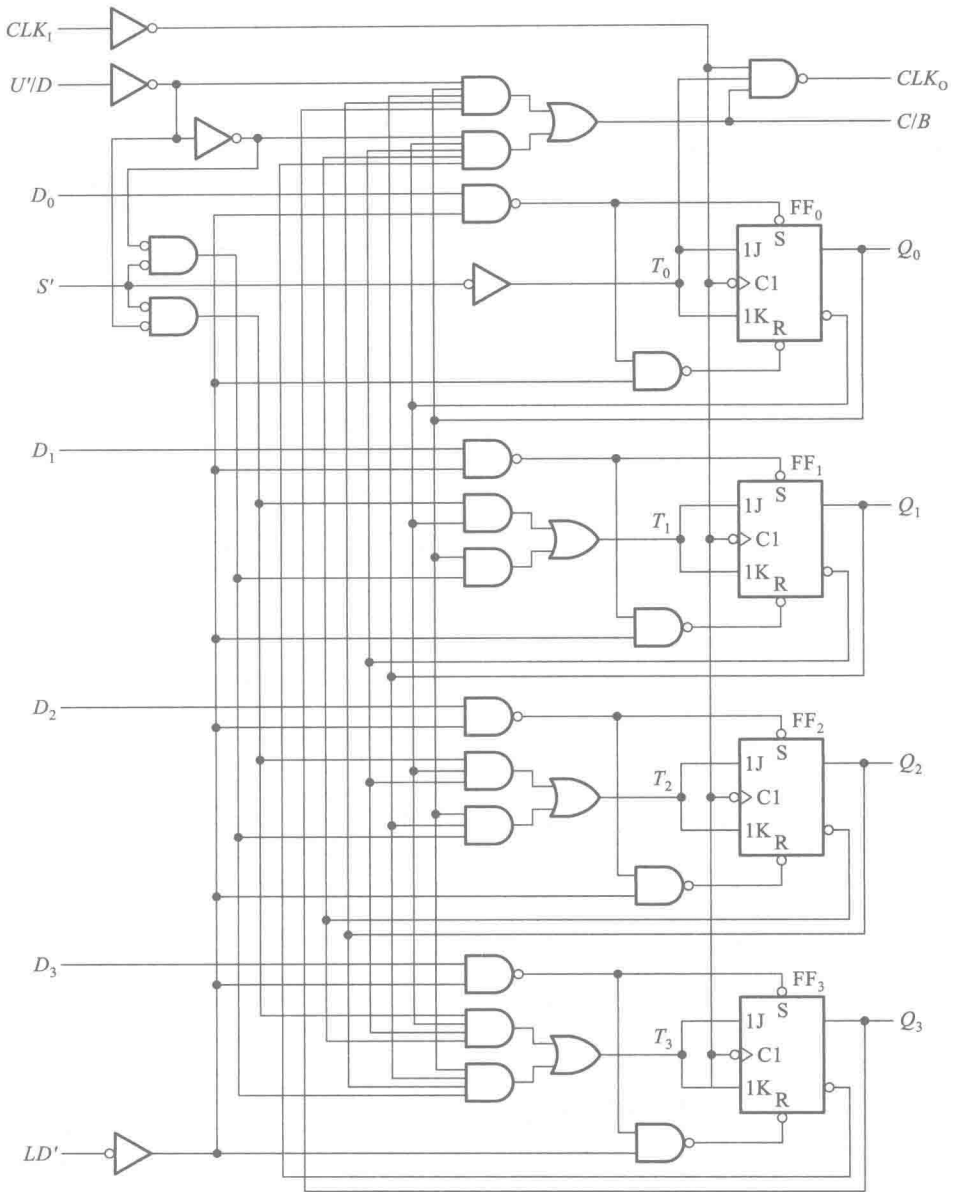 CLK₁
U'/D
CLK_O
C/B
D₀
FF₀
S
1J
Q₀
S'
T₀
C1
1K
R
D₁
FF₁
S
1J
Q₁
T₁
C1
1K
R
D₂
FF₂
S
1J
Q₂
T₂
C1
1K
R
D₃
FF₃
S
1J
Q₃
T₃
C1
1K
R
LD'